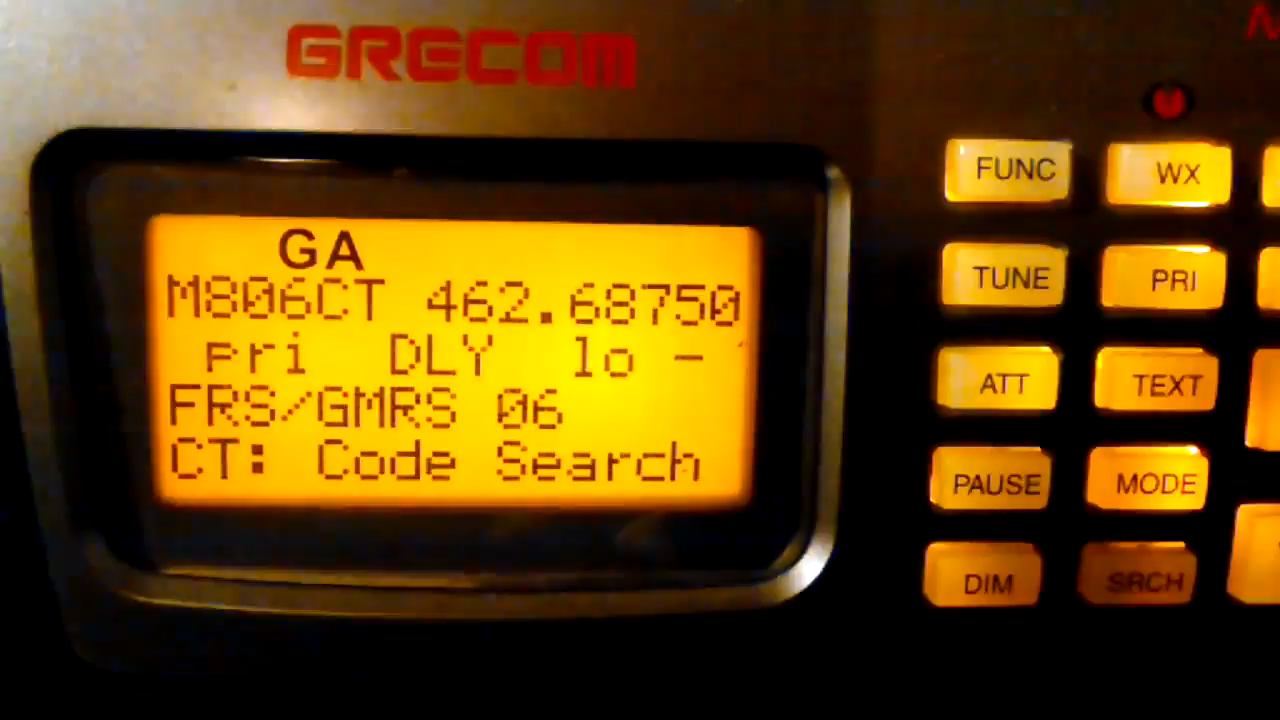 GRECOM
GA
M806CT 462.68750
pri DLY lo -
FRS/GMRS 06
CT: Code Search
FUNC WX
TUNE PRI
ATT TEXT
PAUSE MODE
DIM SRCH